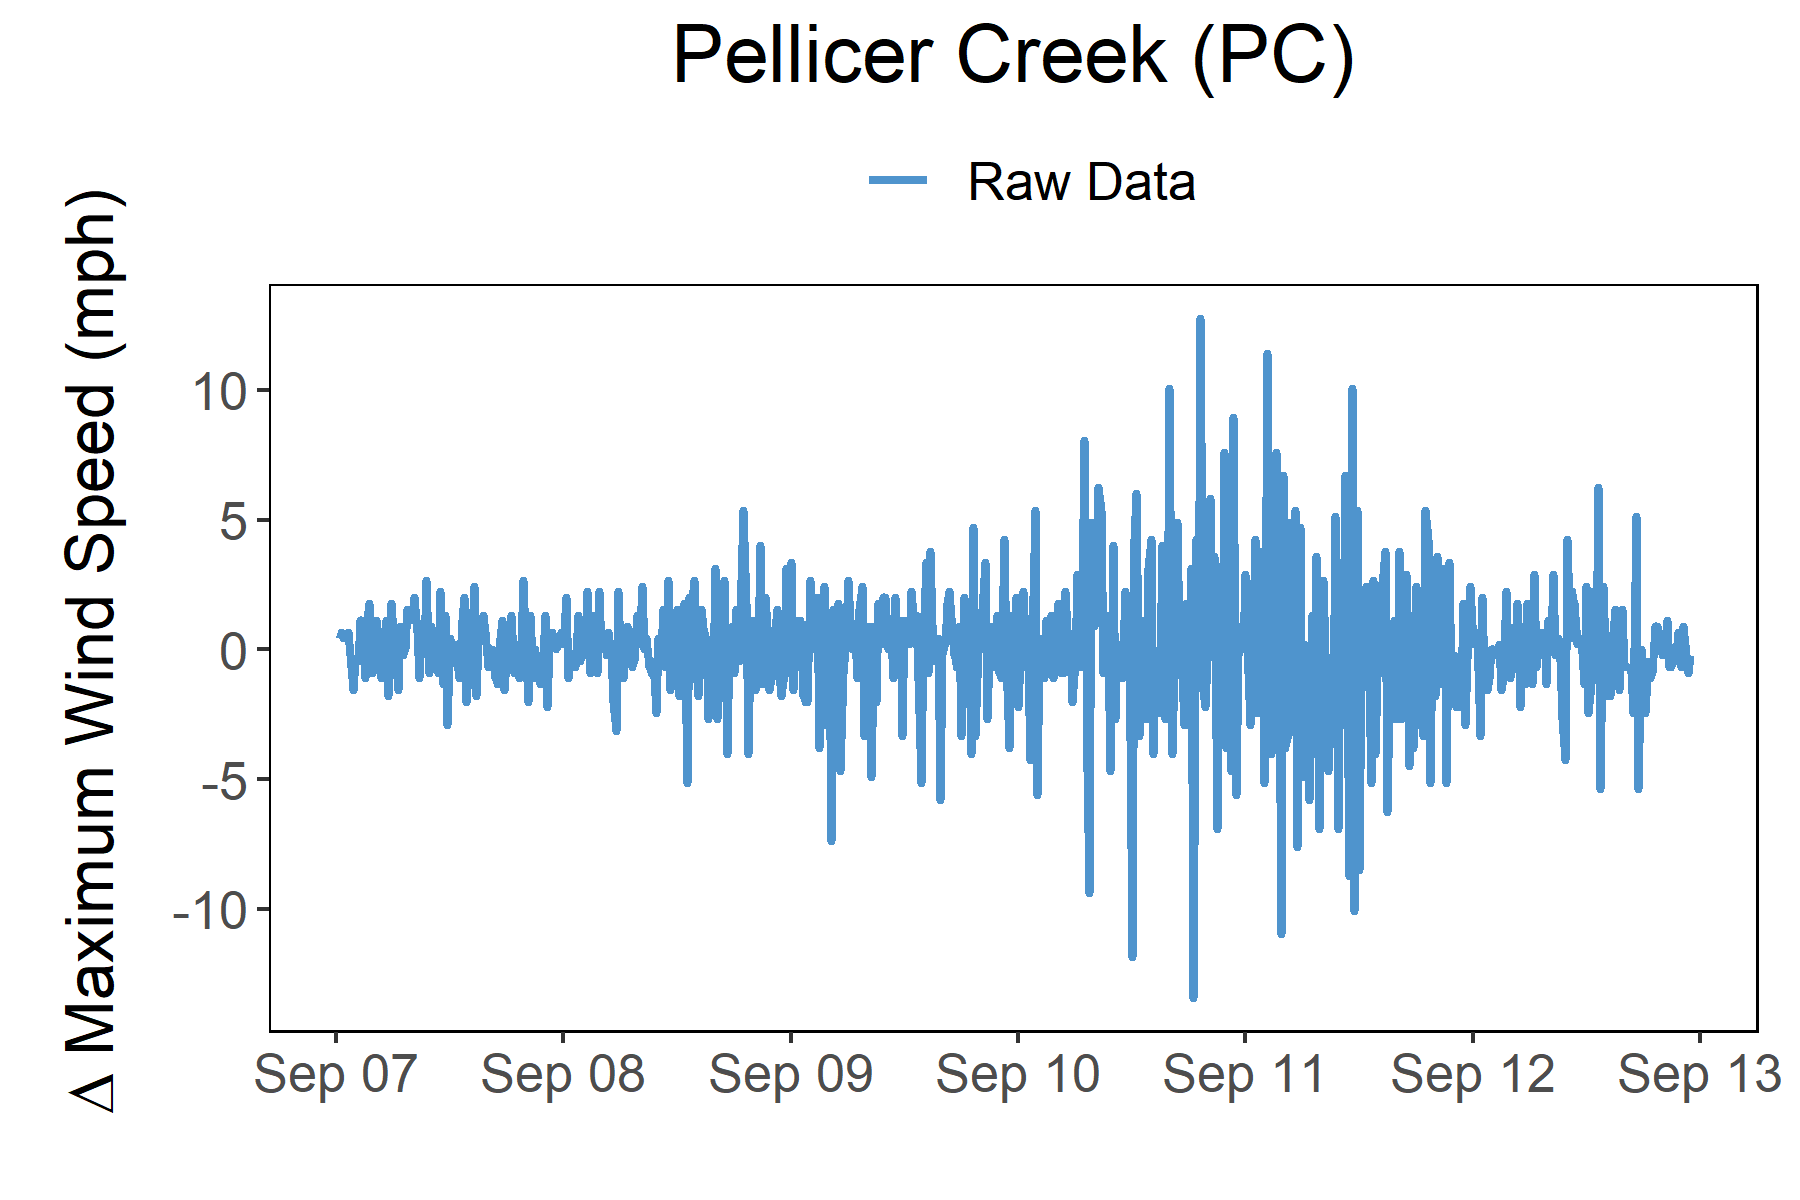 Pellicer Creek (PC)
Raw Data
Δ Maximum Wind Speed (mph)
10
5
0
-5
-10
Sep 07 Sep 08 Sep 09 Sep 10 Sep 11 Sep 12 Sep 13